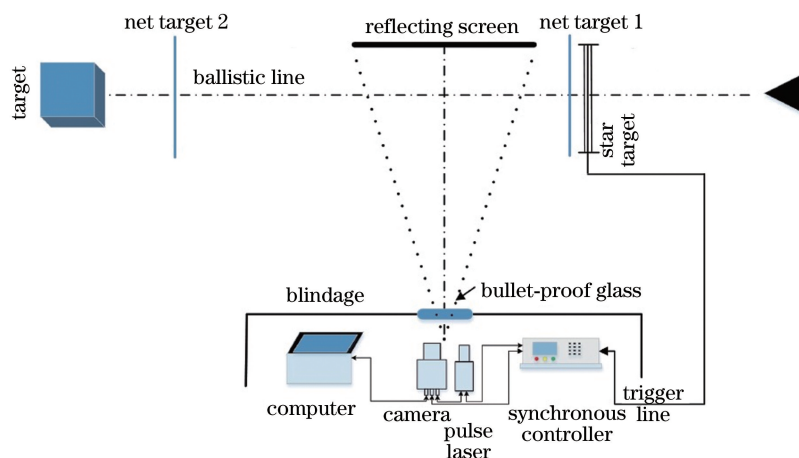 net target 2
reflecting screen
net target 1
target
ballistic line
star
target
bullet-proof glass
blindage
computer
camera
pulse
laser
synchronous
controller
trigger
line